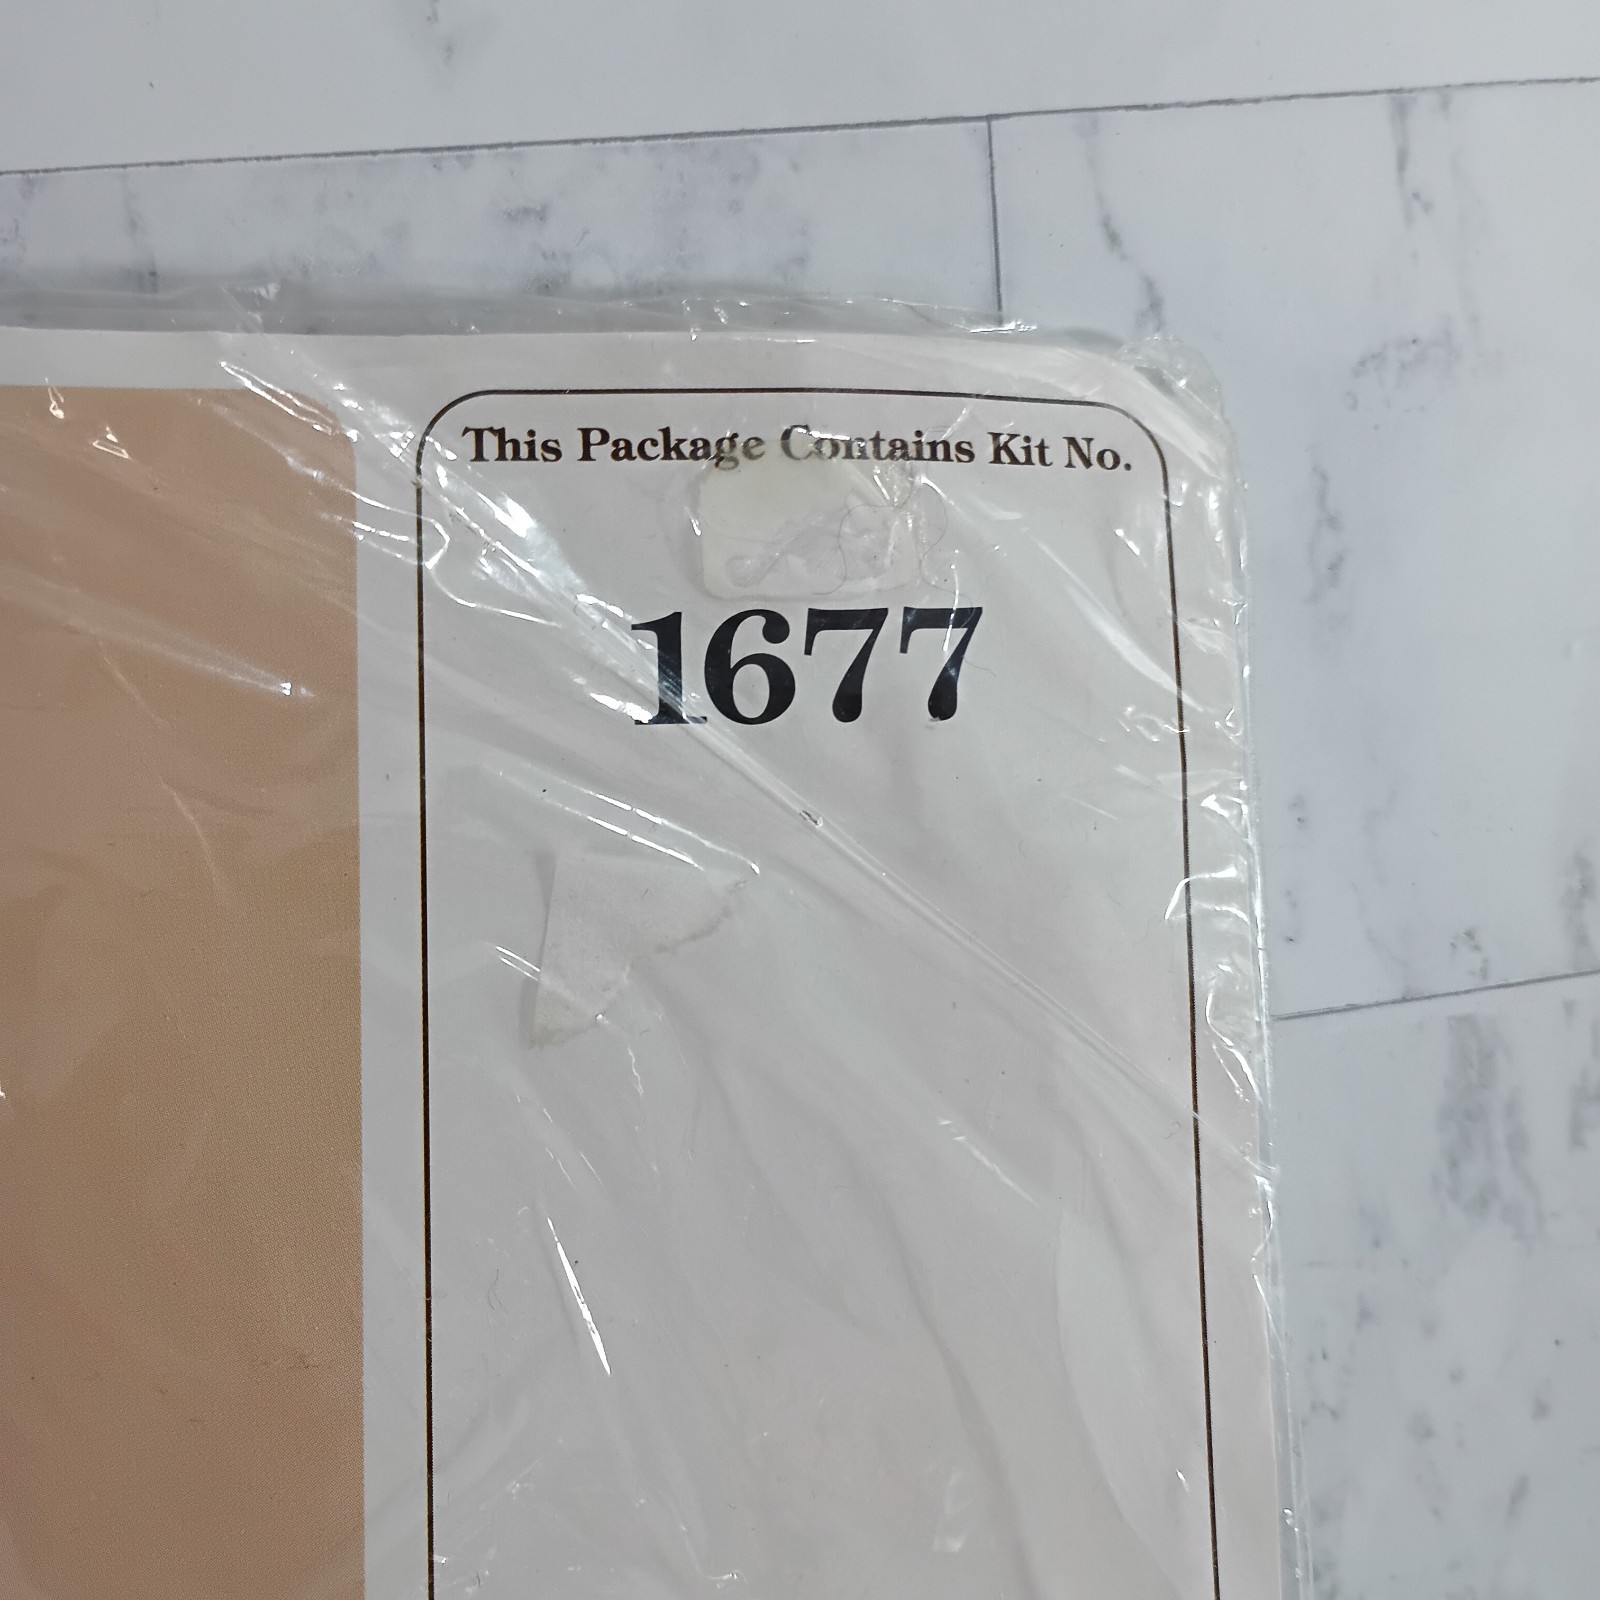 This Package Contains Kit No.
1677